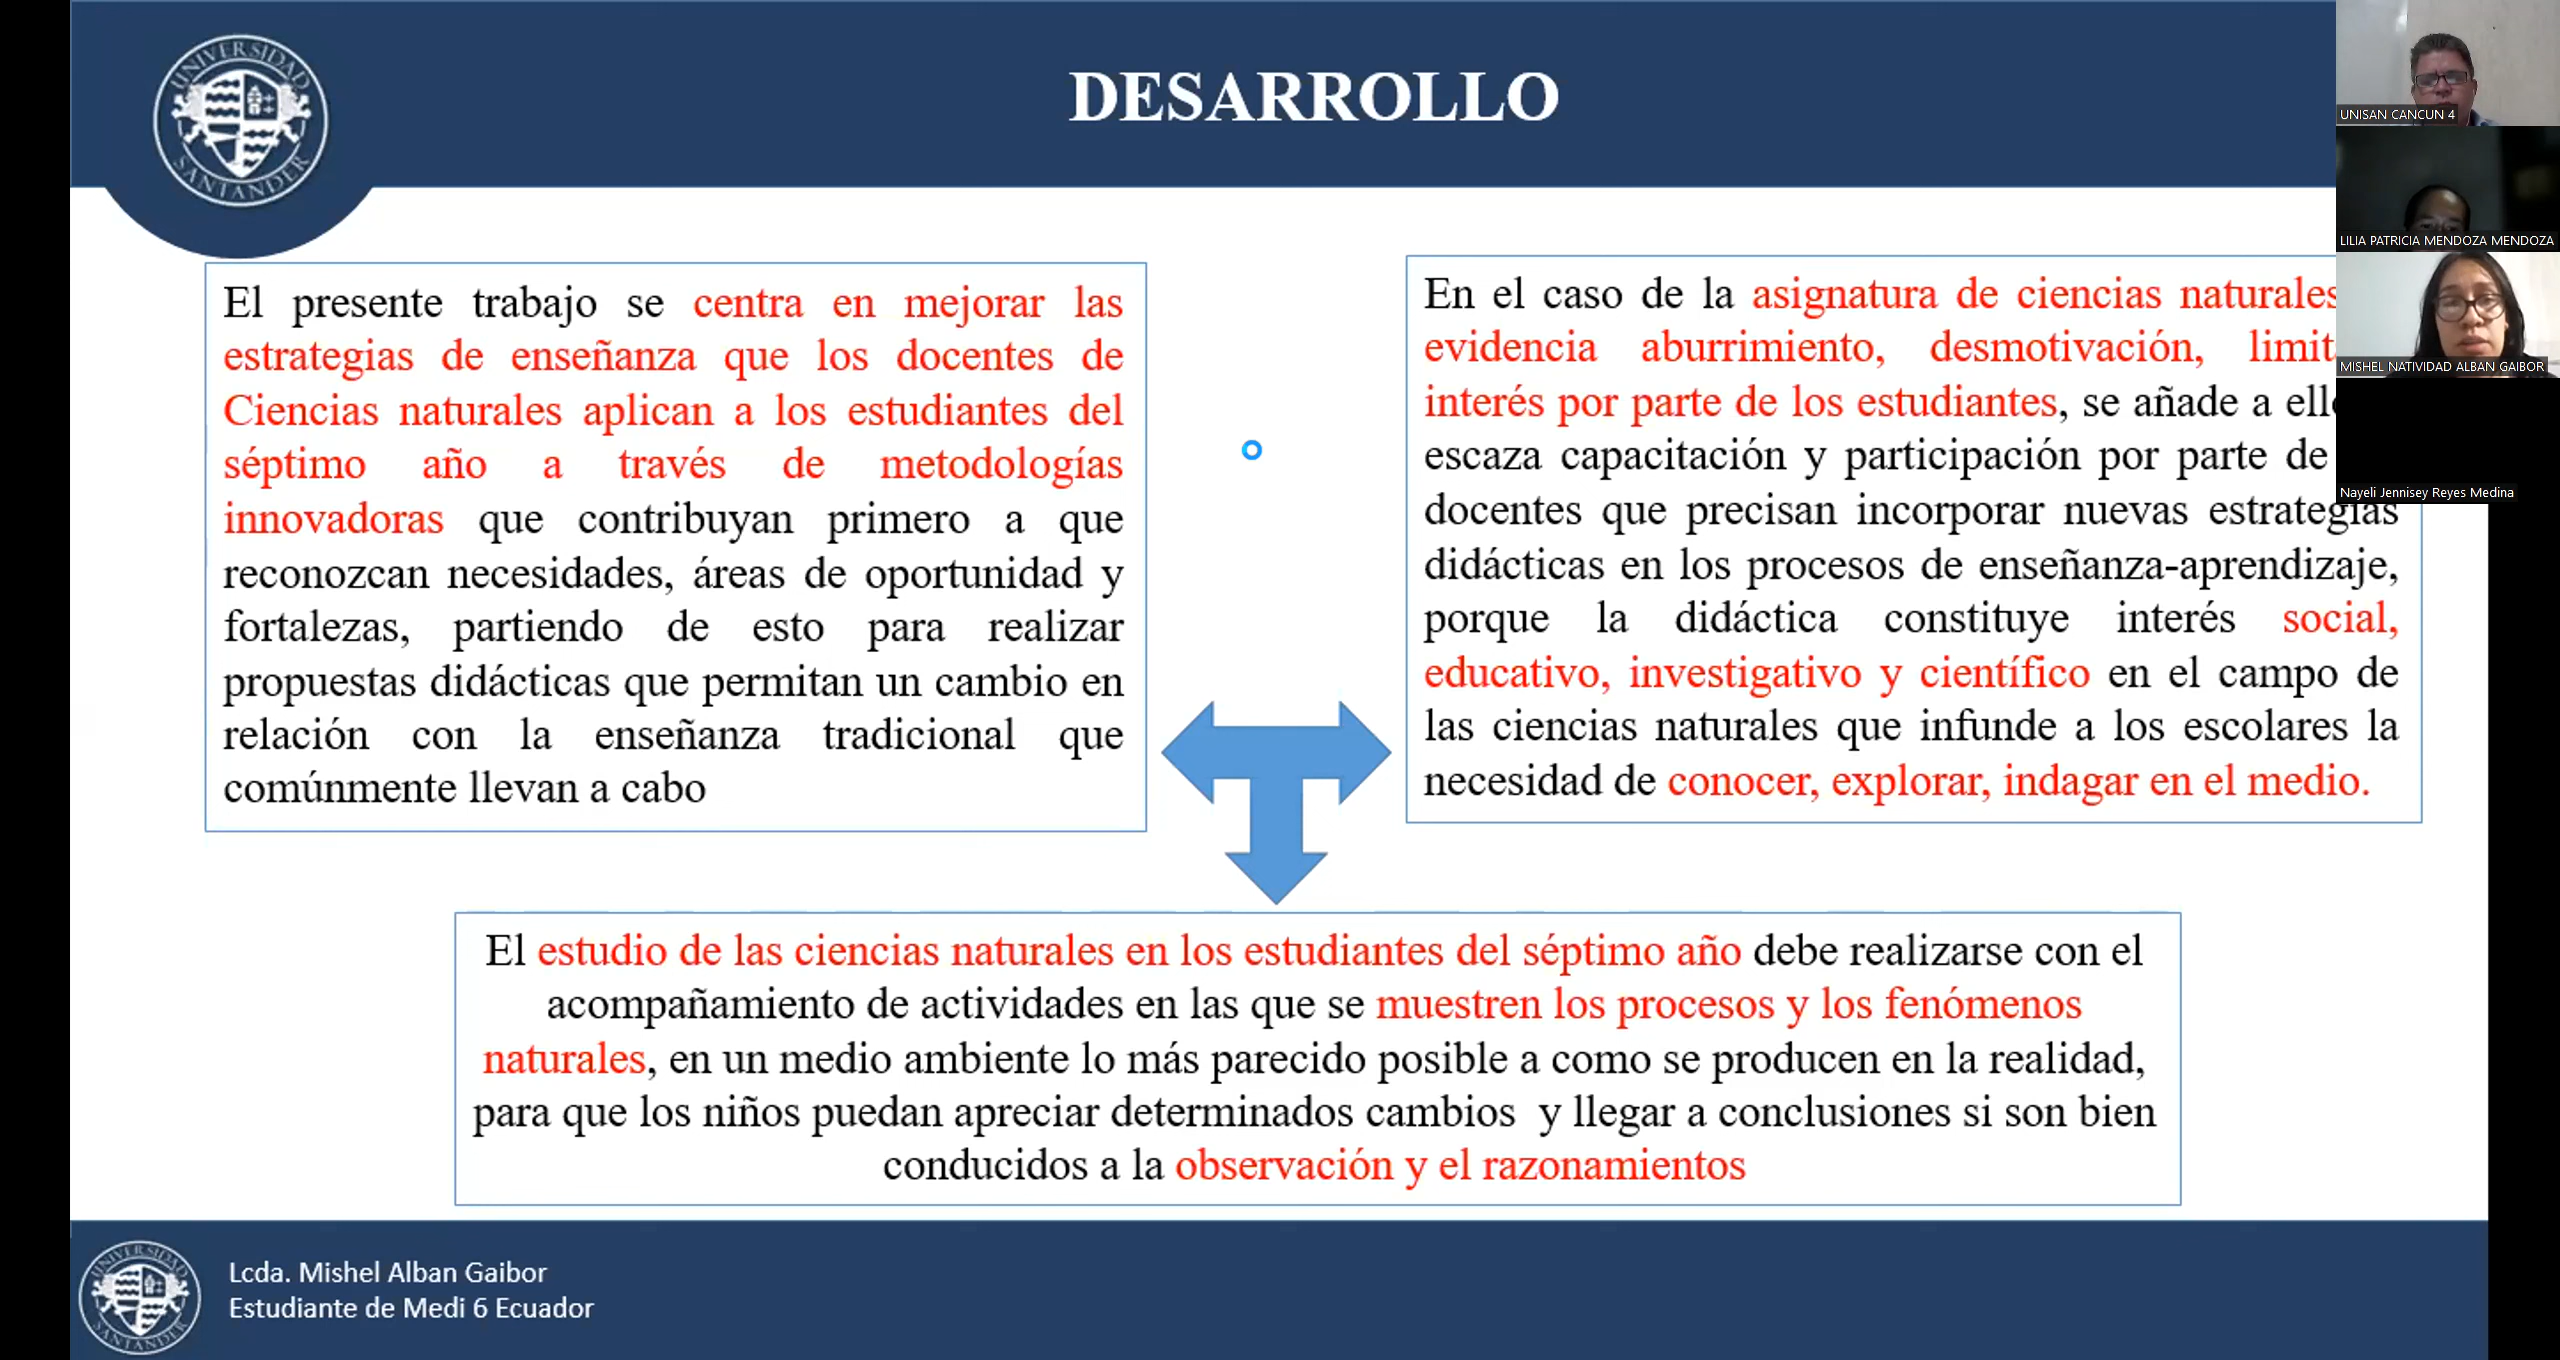 UNIVERSIDAD
SANTANDER
DESARROLLO
El presente trabajo se centra en mejorar las
estrategias de enseñanza que los docentes de
Ciencias naturales aplican a los estudiantes del
séptimo año a través de metodologías
innovadoras que contribuyan primero a que
reconozcan necesidades, áreas de oportunidad y
fortalezas, partiendo de esto para realizar
propuestas didácticas que permitan un cambio en
relación con la enseñanza tradicional que
comúnmente llevan a cabo
En el caso de la asignatura de ciencias naturales
evidencia aburrimiento, desmotivación,
interés por parte de los estudiantes, se añade a
escaza capacitación y participación por parte de
docentes que precisan incorporar nuevas estrategias
didácticas en los procesos de enseñanza-aprendizaje,
porque la didáctica constituye interés social,
educativo, investigativo y científico en el campo de
las ciencias naturales que infunde a los escolares la
necesidad de conocer, explorar, indagar en el medio.
El estudio de las ciencias naturales en los estudiantes del séptimo año debe realizarse con el
acompañamiento de actividades en las que se muestren los procesos y los fenómenos
naturales, en un medio ambiente lo más parecido posible a como se producen en la realidad,
para que los niños puedan apreciar determinados cambios y llegar a conclusiones si son bien
conducidos a la observación y el razonamientos
UNIVERSIDAD
SANTANDER
Lcda. Mishel Alban Gaibor
Estudiante de Medi 6 Ecuador
UNISAN CANCUN 4
LILIA PATRICIA MENDOZA MENDOZA
MISHEL NATIVIDAD ALBAN GAIBOR
Nayeli Jennisey Reyes Medina